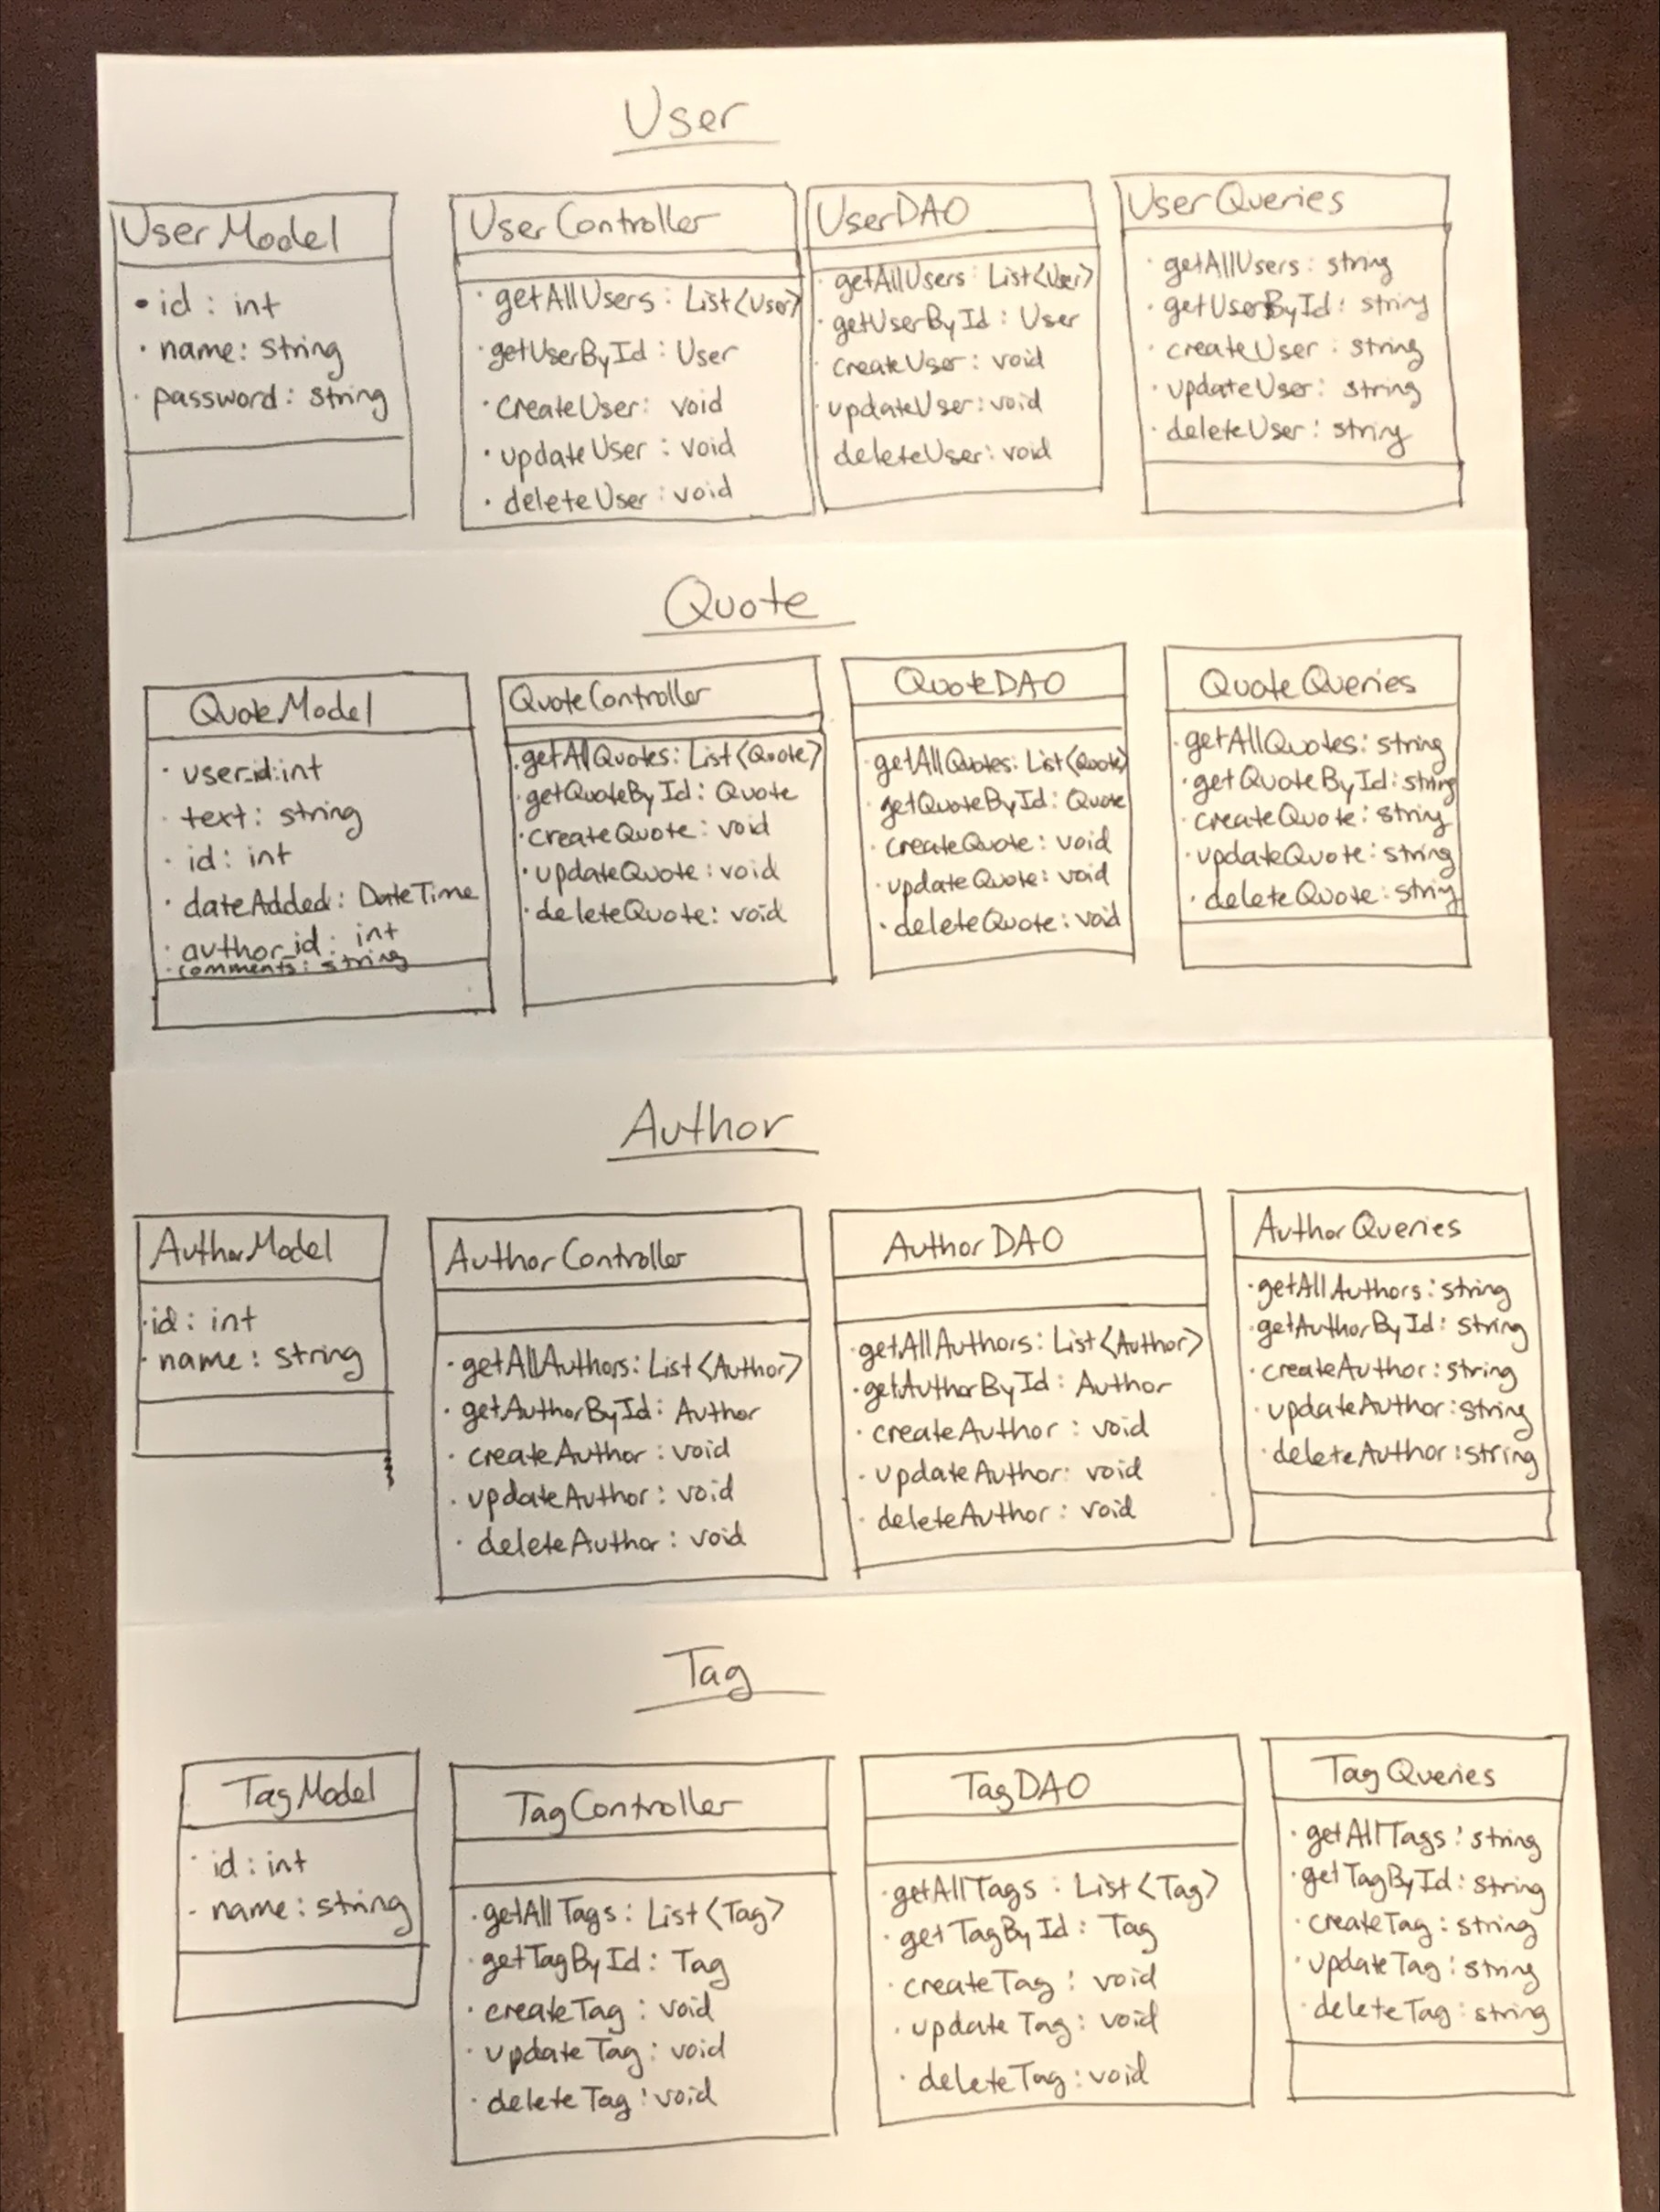 User
UserModel
• id : int
· name: string
· password: string
UserController
· getAllUsers : List<User>
· getUserById : User
· createUser: void
· updateUser : void
· deleteUser : void
UserDAO
· getAllUsers : List<User>
· getUserById : User
· createUser : void
· updateUser: void
deleteUser: void
UserQueries
· getAllUsers : string
· getUserById : string
· createUser : string
· updateUser : string
· deleteUser : string
Quote
QuoteModel
· user_id:int
· text: string
· id: int
· dateAdded: DateTime
· author_id: int
· comments: string
QuoteController
· getAllQuotes: List<Quote>
· getQuoteById: Quote
· createQuote: void
· updateQuote: void
· deleteQuote: void
QuoteDAO
· getAllQuotes: List<Quote>
· getQuoteById: Quote
· createQuote: void
· updateQuote: void
· deleteQuote: void
QuoteQueries
· getAllQuotes: string
· getQuoteById: string
· createQuote: string
· updateQuote: string
· deleteQuote: string
Author
AuthorModel
· id: int
· name: string
AuthorController
· getAllAuthors: List<Author>
· getAuthorById: Author
· createAuthor: void
· updateAuthor: void
· deleteAuthor: void
AuthorDAO
· getAllAuthors: List<Author>
· getAuthorById: Author
· createAuthor : void
· updateAuthor: void
· deleteAuthor: void
AuthorQueries
· getAllAuthors: string
· getAuthorById: string
· createAuthor: string
· updateAuthor: string
· deleteAuthor: string
Tag
TagModel
· id: int
- name: string
TagController
· getAllTags: List<Tag>
· getTagById: Tag
· createTag: void
· updateTag: void
· deleteTag: void
TagDAO
· getAllTags : List<Tag>
· getTagById: Tag
· createTag: void
· updateTag: void
· deleteTag: void
TagQueries
· getAllTags: string
· getTagById: string
· createTag: string
· updateTag: string
· deleteTag: string